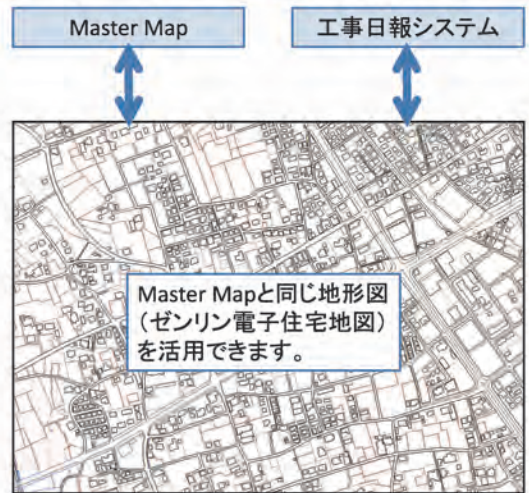 Master Map
工事日報システム
Master Mapと同じ地形図
（ゼンリン電子住宅地図）
を活用できます。